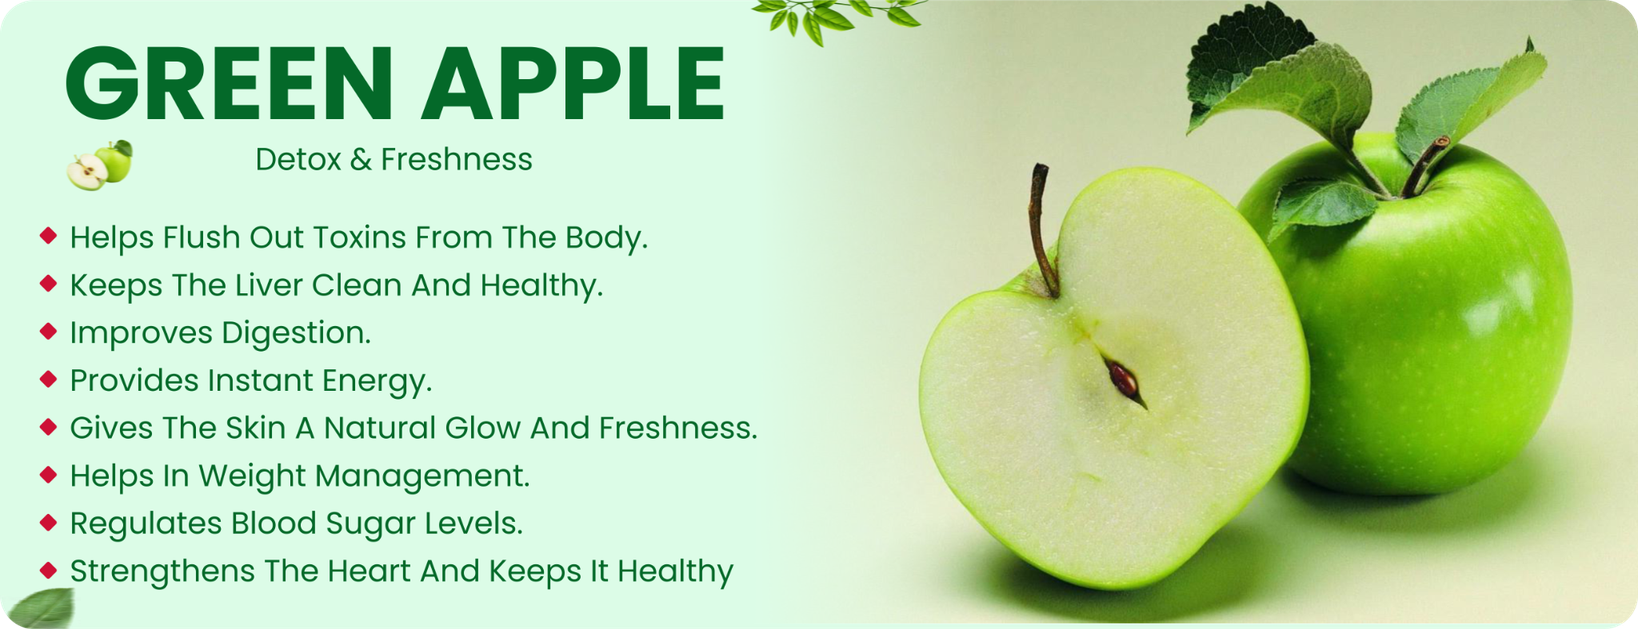 GREEN APPLE
Detox & Freshness
Helps Flush Out Toxins From The Body.
Keeps The Liver Clean And Healthy.
Improves Digestion.
Provides Instant Energy.
Gives The Skin A Natural Glow And Freshness.
Helps In Weight Management.
Regulates Blood Sugar Levels.
Strengthens The Heart And Keeps It Healthy